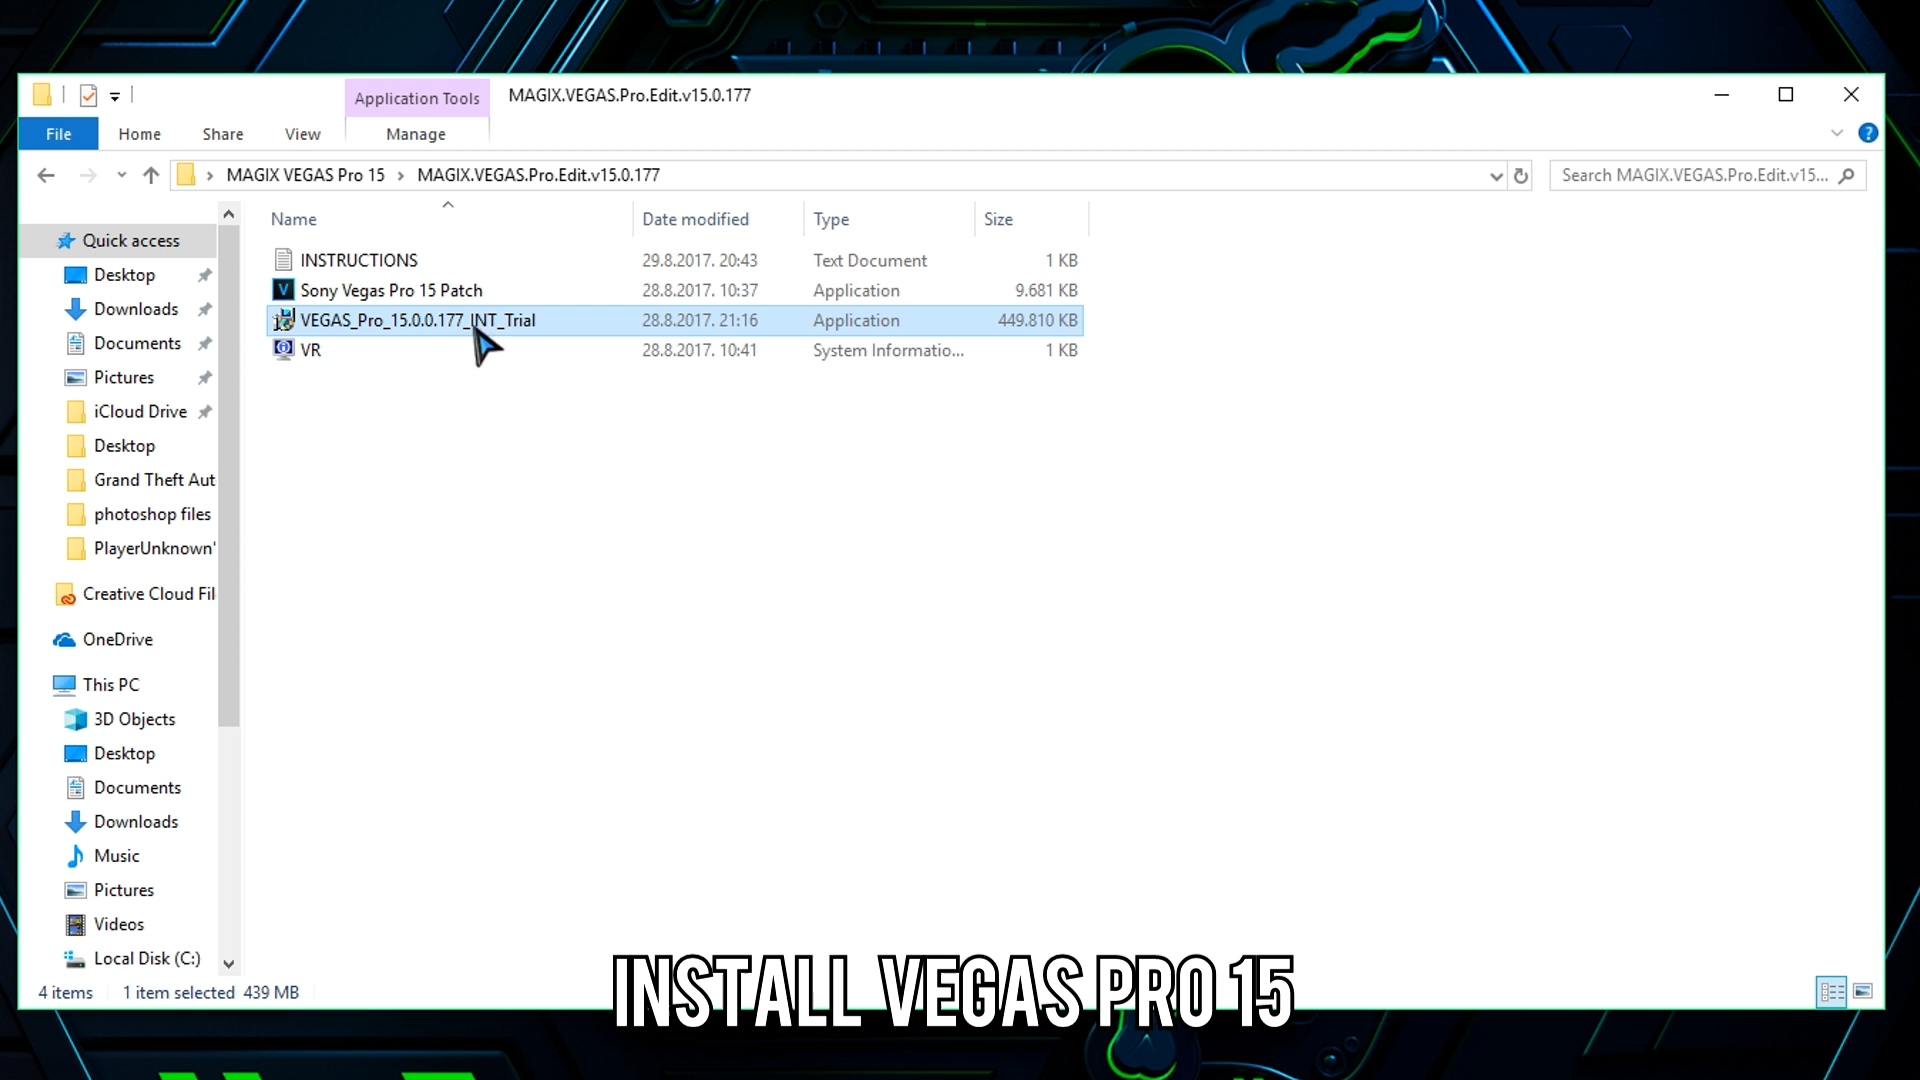 Application Tools
MAGIX.VEGAS.Pro.Edit.v15.0.177
File
Home
Share
View
Manage
MAGIX VEGAS Pro 15
MAGIX.VEGAS.Pro.Edit.v15.0.177
Search MAGIX.VEGAS.Pro.Edit.v15...
Name
Date modified
Type
Size
INSTRUCTIONS 29.8.2017. 20:43 Text Document 1 KB
Sony Vegas Pro 15 Patch 28.8.2017. 10:37 Application 9.681 KB
VEGAS_Pro_15.0.0.177_INT_Trial 28.8.2017. 21:16 Application 449.810 KB
VR 28.8.2017. 10:41 System Informatio... 1 KB
Quick access
Desktop
Downloads
Documents
Pictures
iCloud Drive
Desktop
Grand Theft Aut
photoshop files
PlayerUnknown'
Creative Cloud Fil
OneDrive
This PC
3D Objects
Desktop
Documents
Downloads
Music
Pictures
Videos
Local Disk (C:)
4 items 1 item selected 439 MB
INSTALL VEGAS PRO 15